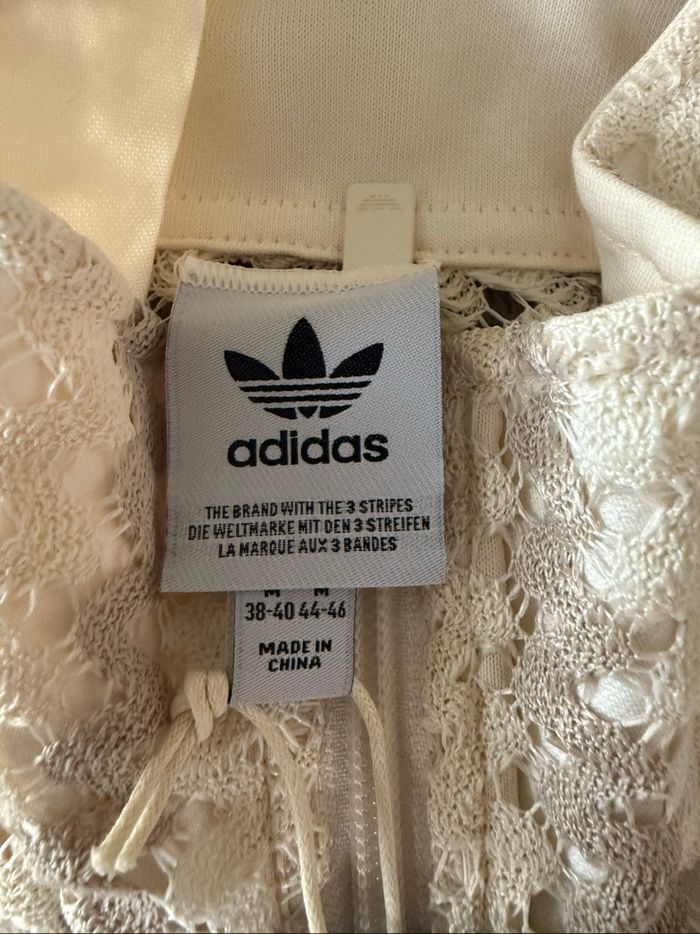 adidas
THE BRAND WITH THE 3 STRIPES
DIE WELTMARKE MIT DEN 3 STREIFEN
LA MARQUE AUX 3 BANDES
M M
38-40 44-46
MADE IN
CHINA